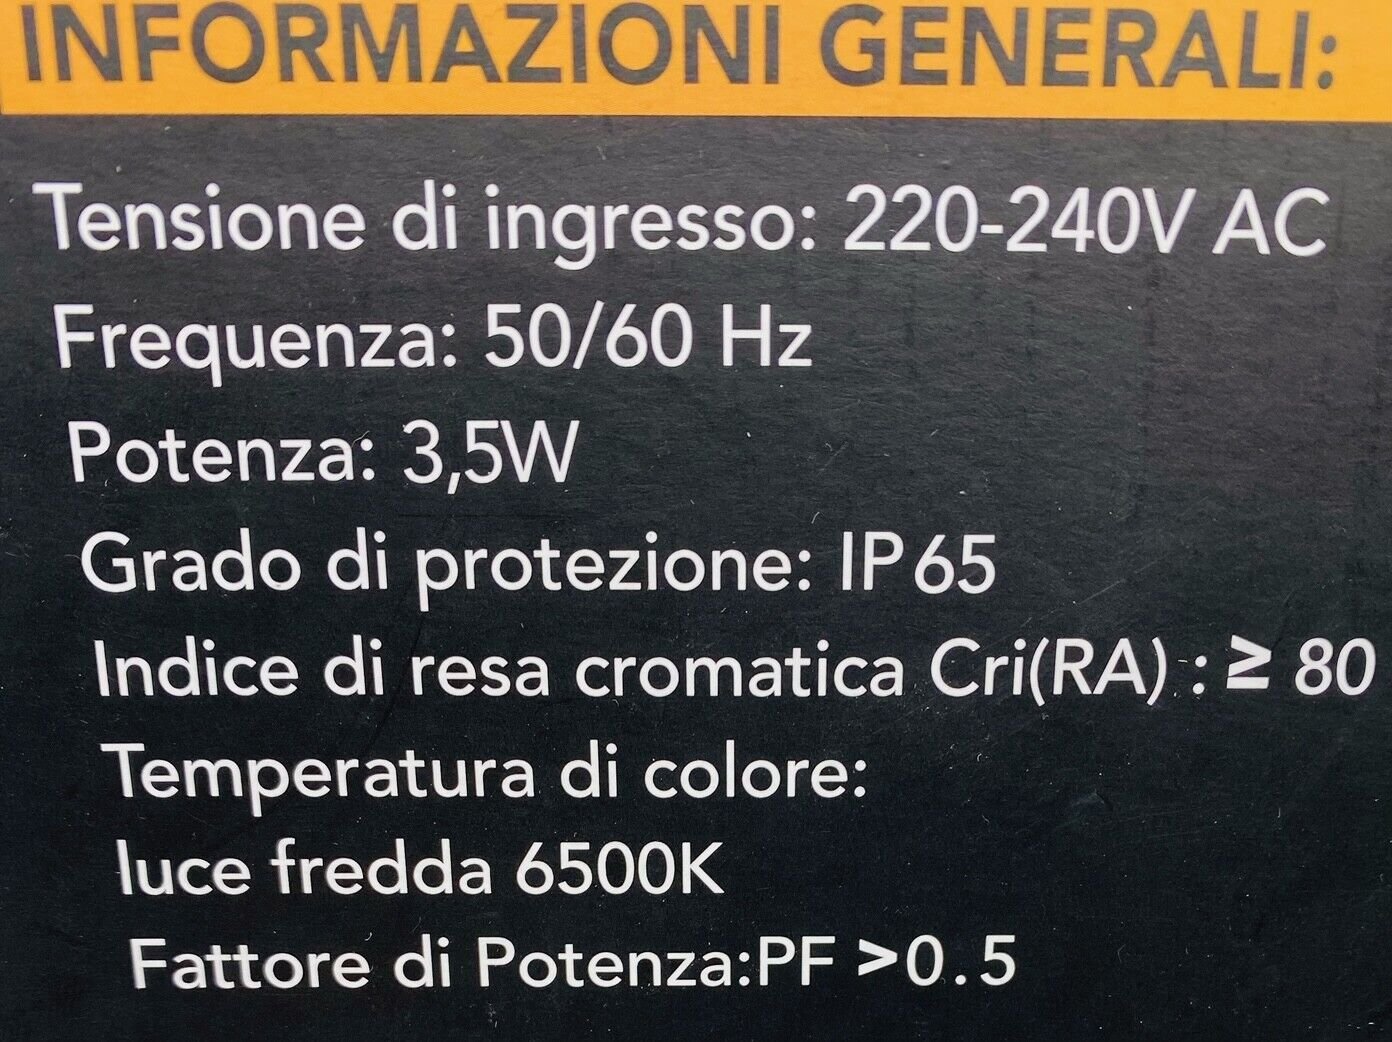 INFORMAZIONI GENERALI:
Tensione di ingresso: 220-240V AC
Frequenza: 50/60 Hz
Potenza: 3,5W
Grado di protezione: IP65
Indice di resa cromatica Cri(RA) : ≥ 80
Temperatura di colore:
luce fredda 6500K
Fattore di Potenza:PF >0.5